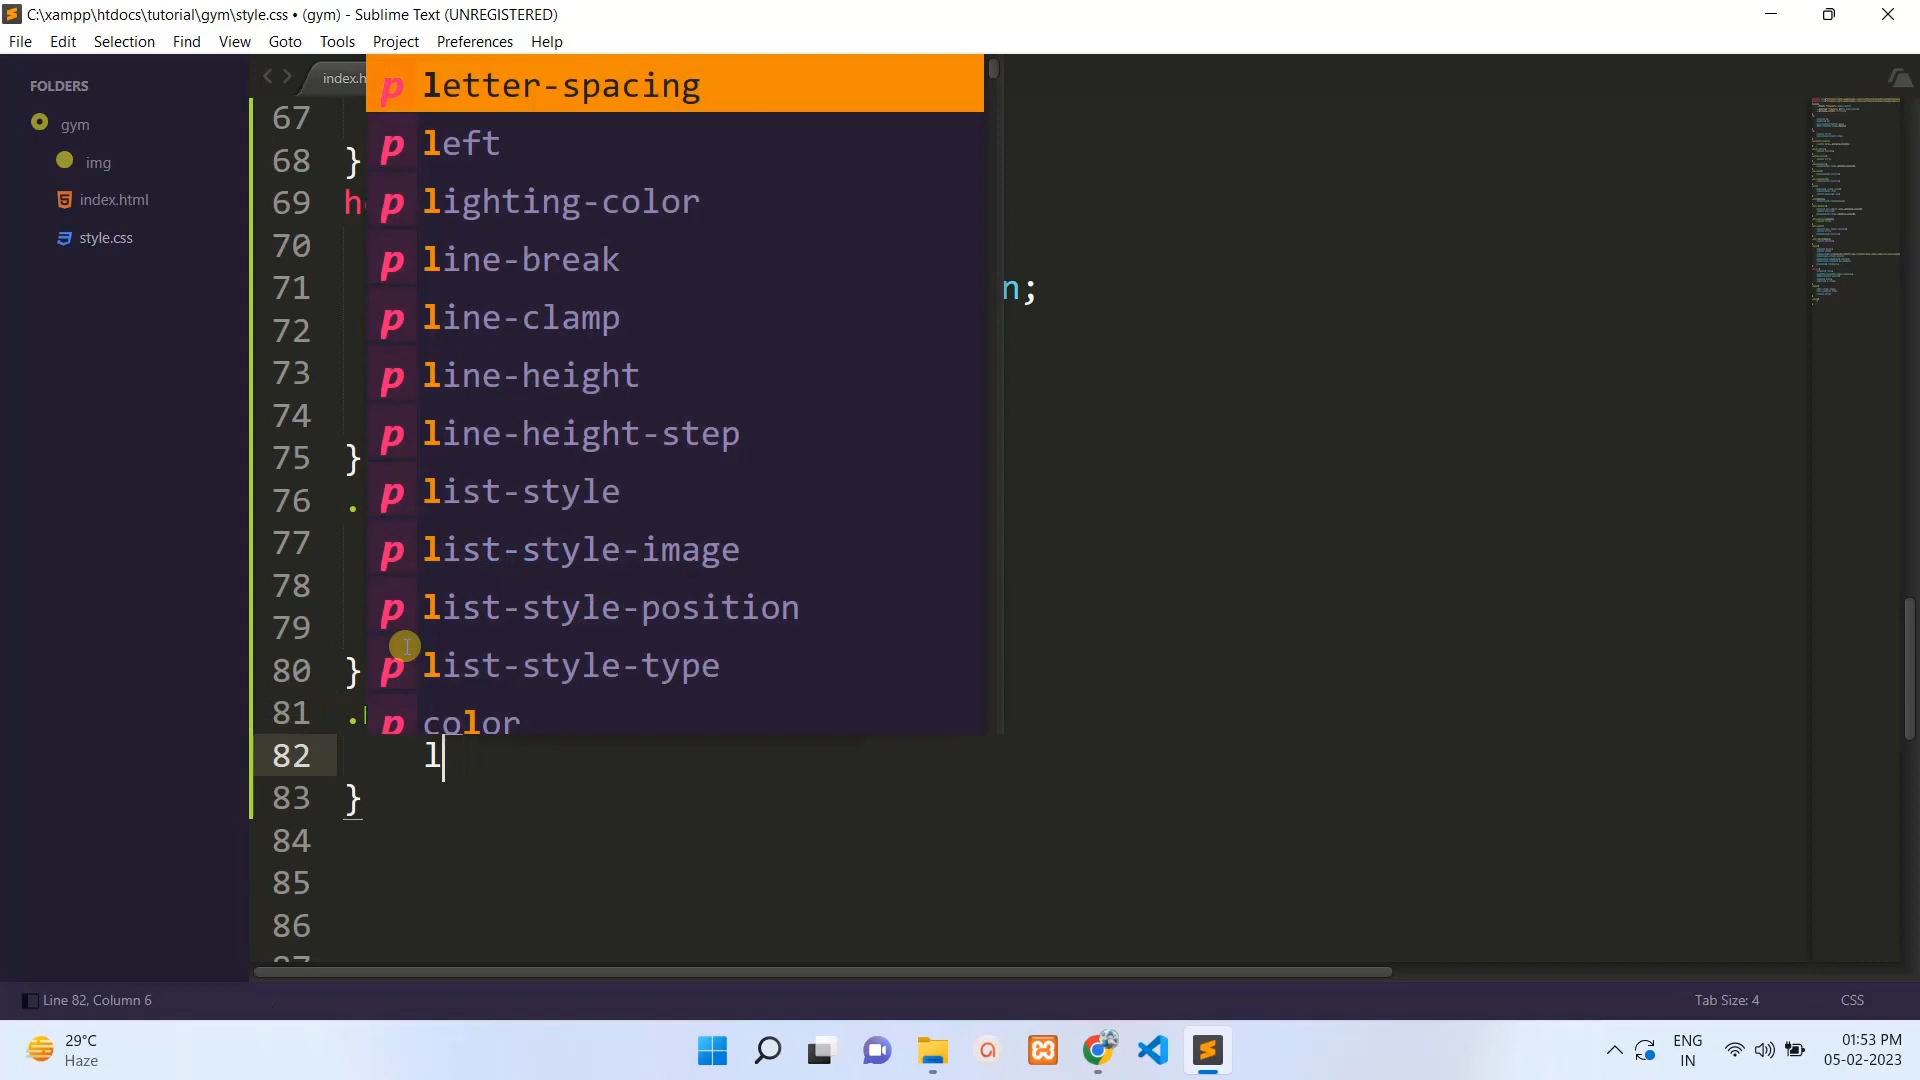 C:\xampp\htdocs\tutorial\gym\style.css • (gym) - Sublime Text (UNREGISTERED)
File Edit Selection Find View Goto Tools Project Preferences Help
FOLDERS
gym
img
index.html
style.css
index.h
letter-spacing
left
lighting-color
line-break
line-clamp
line-height
line-height-step
list-style
list-style-image
list-style-position
list-style-type
color
67
68 }
69 h
70
71 n;
72
73
74
75 }
76 .
77
78
79
80 }
81 .
82 l
83 }
84
85
86
Line 82, Column 6
Tab Size: 4
CSS
29°C
Haze
ENG
IN
01:53 PM
05-02-2023